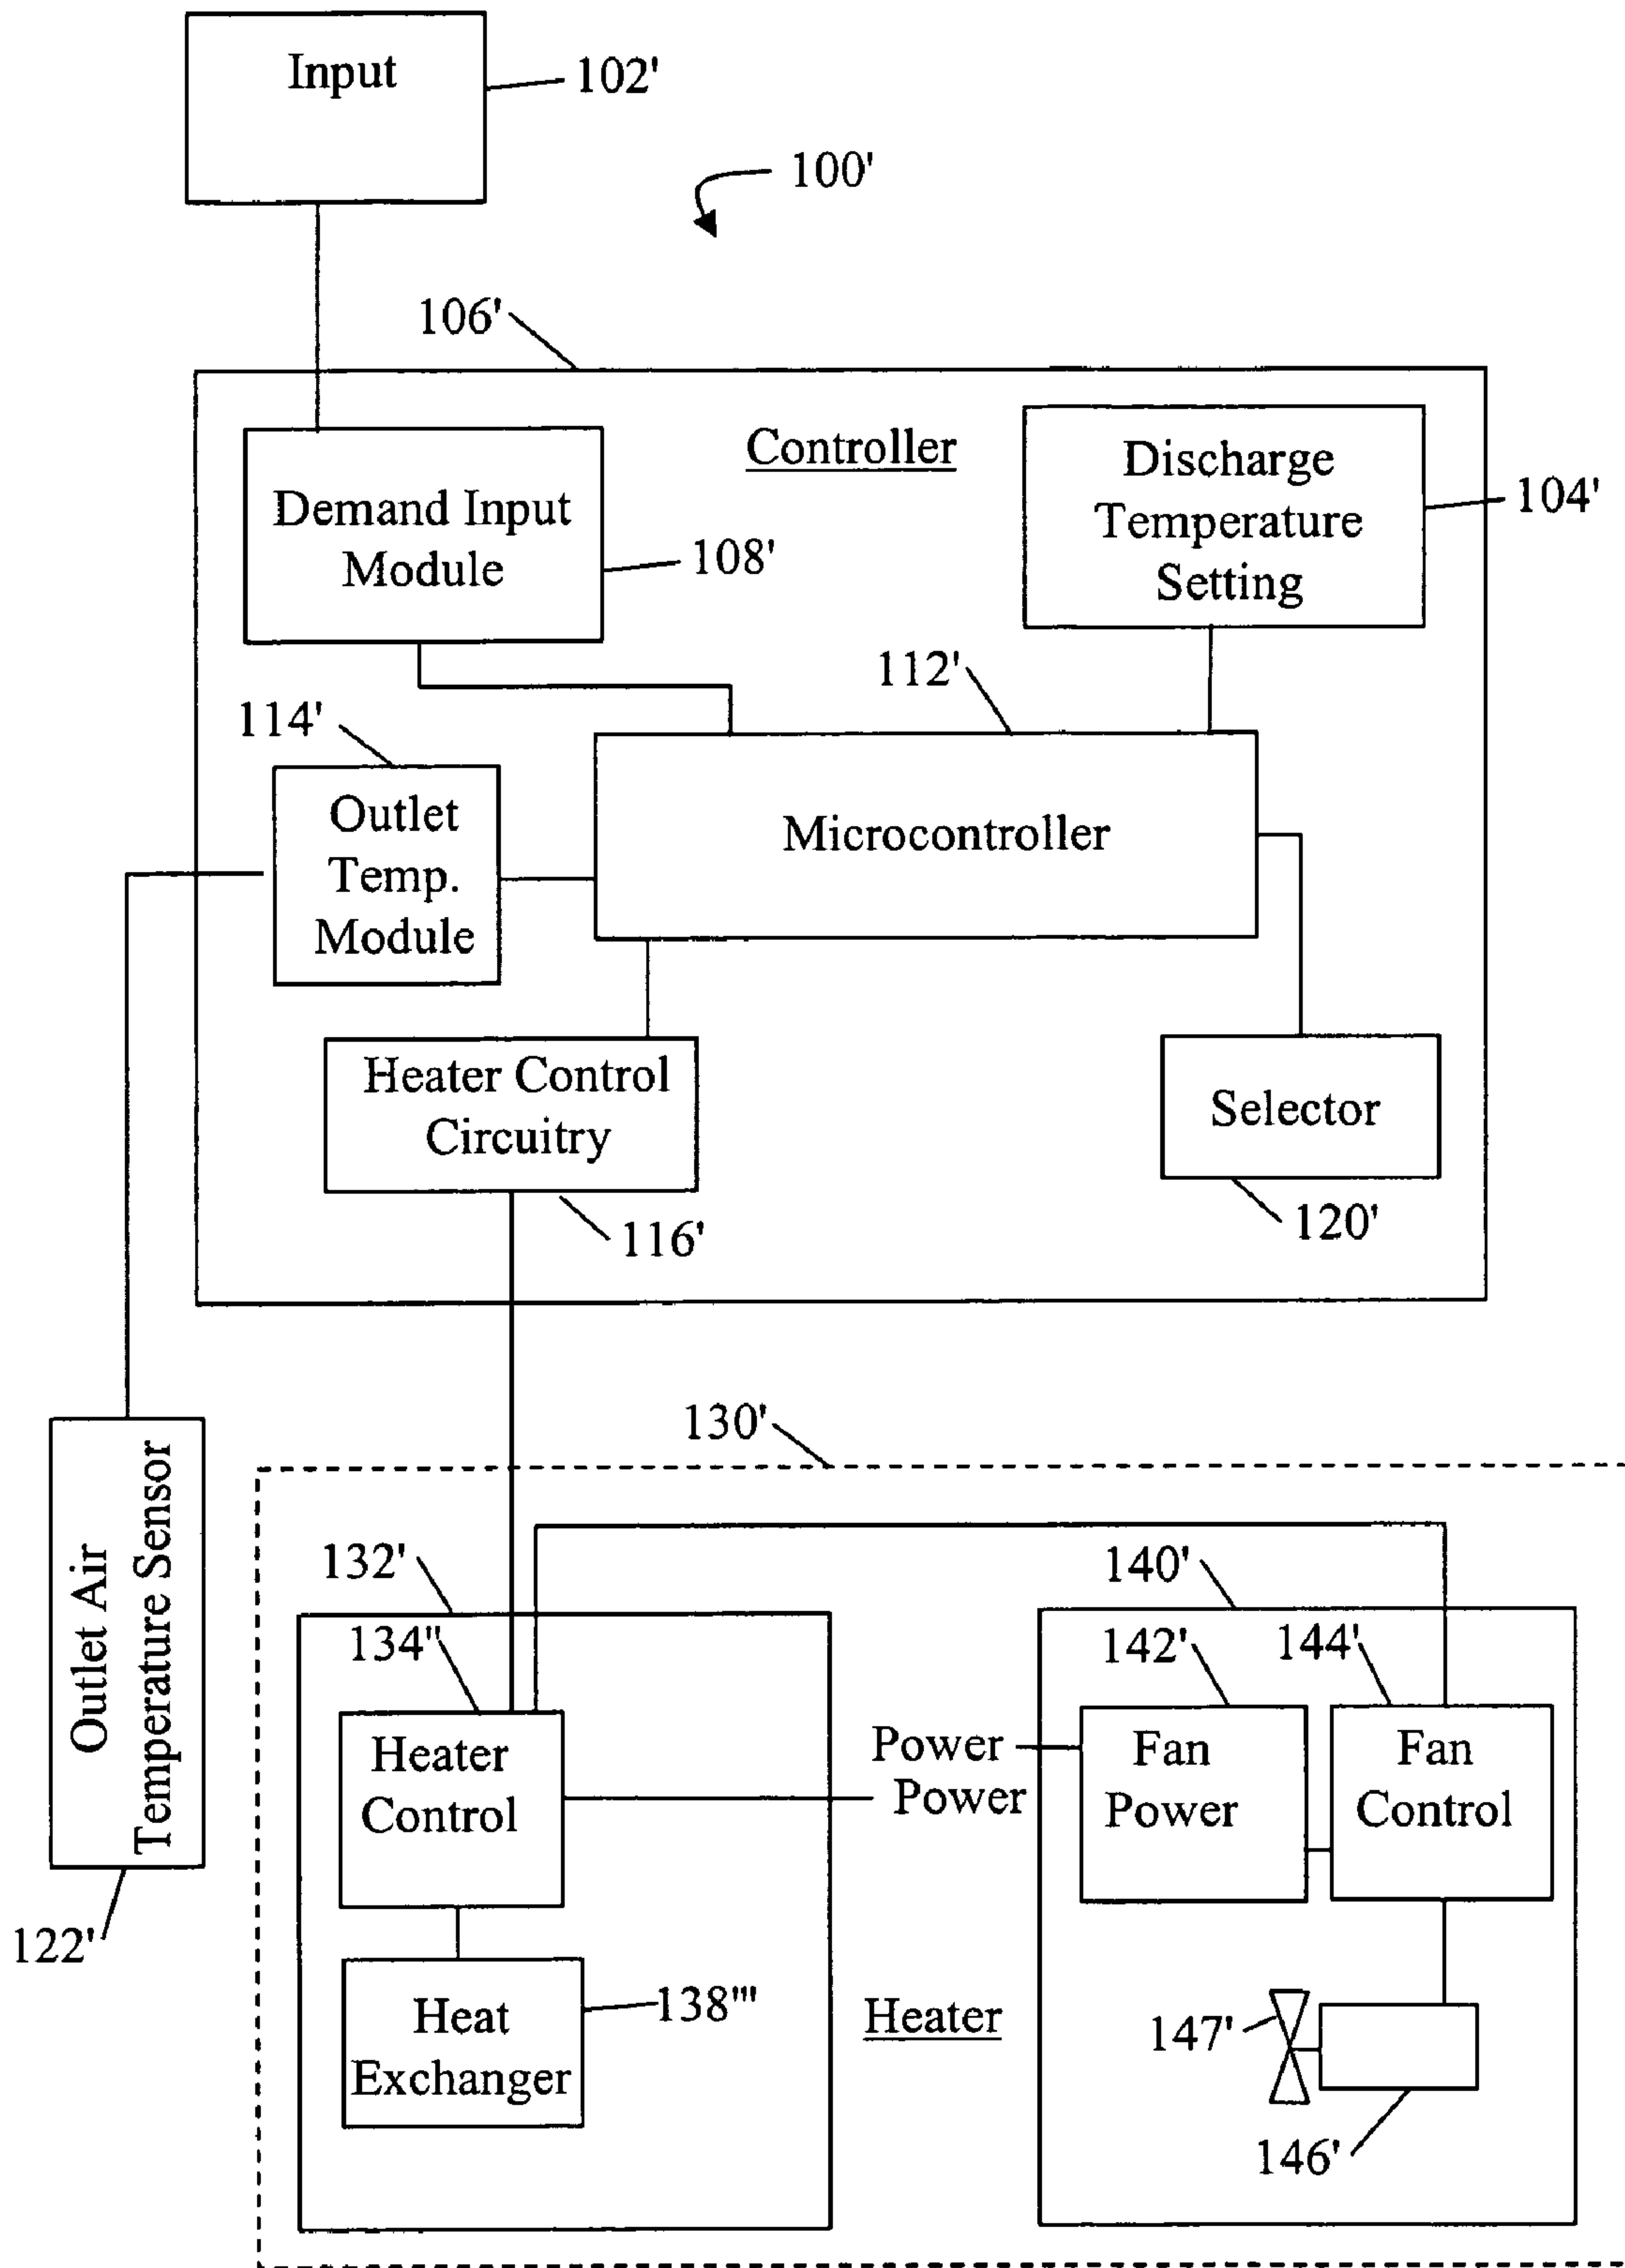 Input
102'
100'
106'
Controller
Discharge
Temperature
Setting
104'
Demand Input
Module
108'
112'
114'
Outlet
Temp.
Module
Microcontroller
Heater Control
Circuitry
116'
Selector
120'
Outlet Air
Temperature Sensor
122'
130'
132'
134"
Heater
Control
Power
Power
140'
142'
144'
Fan
Power
Fan
Control
Heat
Exchanger
138'''
Heater
147'
146'